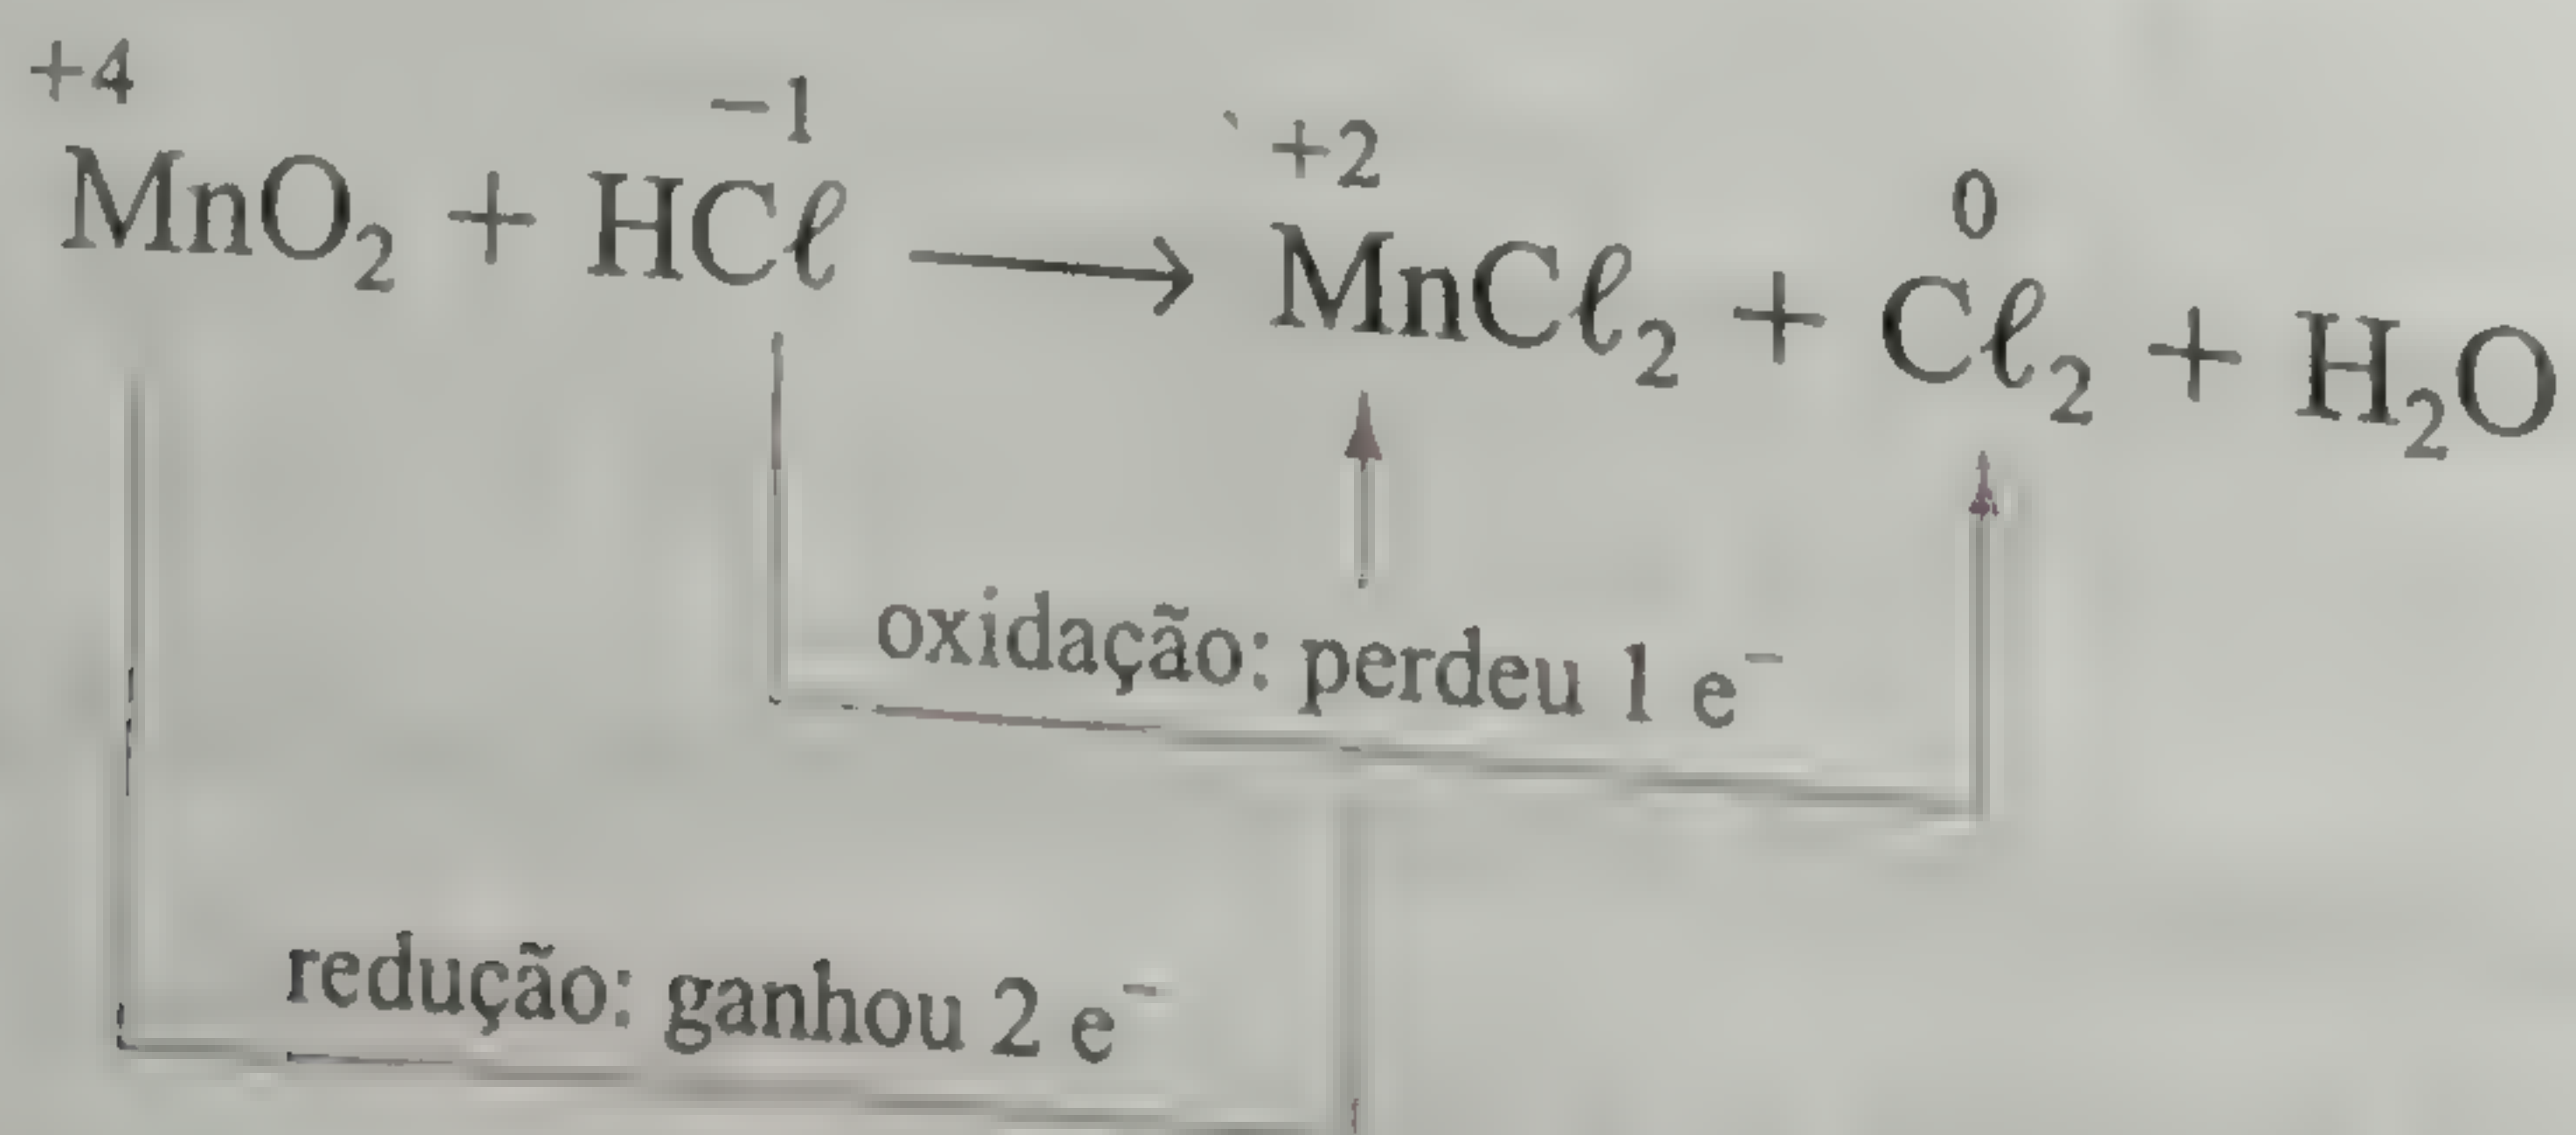 +4 −1 +2 0
MnO₂ + HCℓ ⟶ MnCℓ₂ + Cℓ₂ + H₂O
oxidação: perdeu 1 e⁻
redução: ganhou 2 e⁻